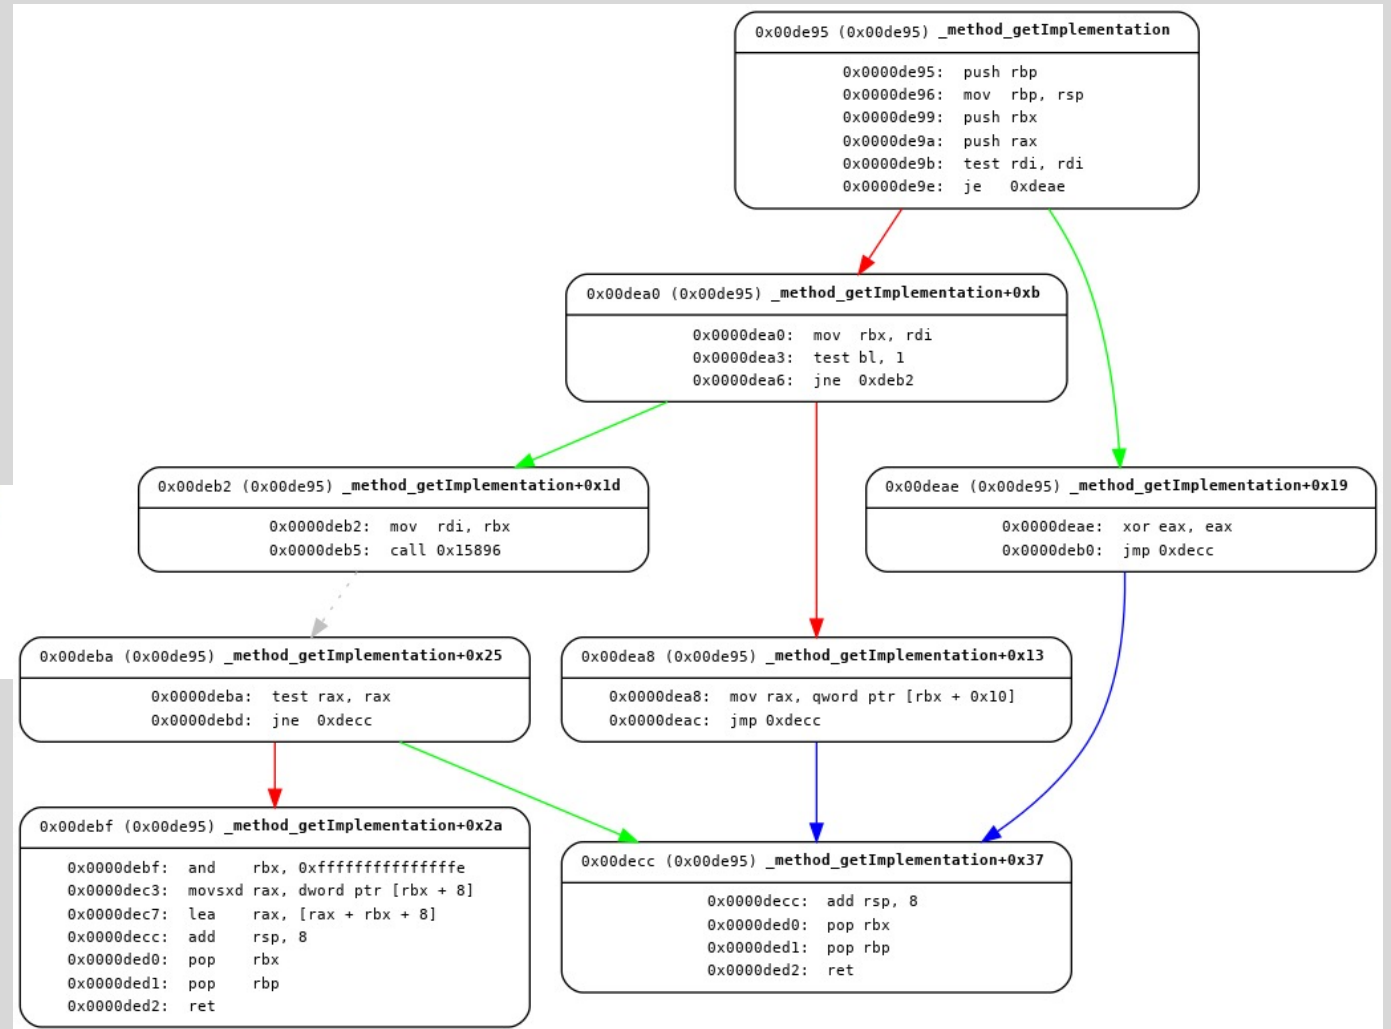 0x00de95 (0x00de95) _method_getImplementation
0x0000de95: push rbp
0x0000de96: mov rbp, rsp
0x0000de99: push rbx
0x0000de9a: push rax
0x0000de9b: test rdi, rdi
0x0000de9e: je 0xdeae
0x00dea0 (0x00de95) _method_getImplementation+0xb
0x0000dea0: mov rbx, rdi
0x0000dea3: test bl, 1
0x0000dea6: jne 0xdeb2
0x00deb2 (0x00de95) _method_getImplementation+0x1d
0x0000deb2: mov rdi, rbx
0x0000deb5: call 0x15896
0x00deae (0x00de95) _method_getImplementation+0x19
0x0000deae: xor eax, eax
0x0000deb0: jmp 0xdecc
0x00deba (0x00de95) _method_getImplementation+0x25
0x0000deba: test rax, rax
0x0000debd: jne 0xdecc
0x00dea8 (0x00de95) _method_getImplementation+0x13
0x0000dea8: mov rax, qword ptr [rbx + 0x10]
0x0000deac: jmp 0xdecc
0x00debf (0x00de95) _method_getImplementation+0x2a
0x0000debf: and rbx, 0xfffffffffffffffe
0x0000dec3: movsxd rax, dword ptr [rbx + 8]
0x0000dec7: lea rax, [rax + rbx + 8]
0x0000decc: add rsp, 8
0x0000ded0: pop rbx
0x0000ded1: pop rbp
0x0000ded2: ret
0x00decc (0x00de95) _method_getImplementation+0x37
0x0000decc: add rsp, 8
0x0000ded0: pop rbx
0x0000ded1: pop rbp
0x0000ded2: ret